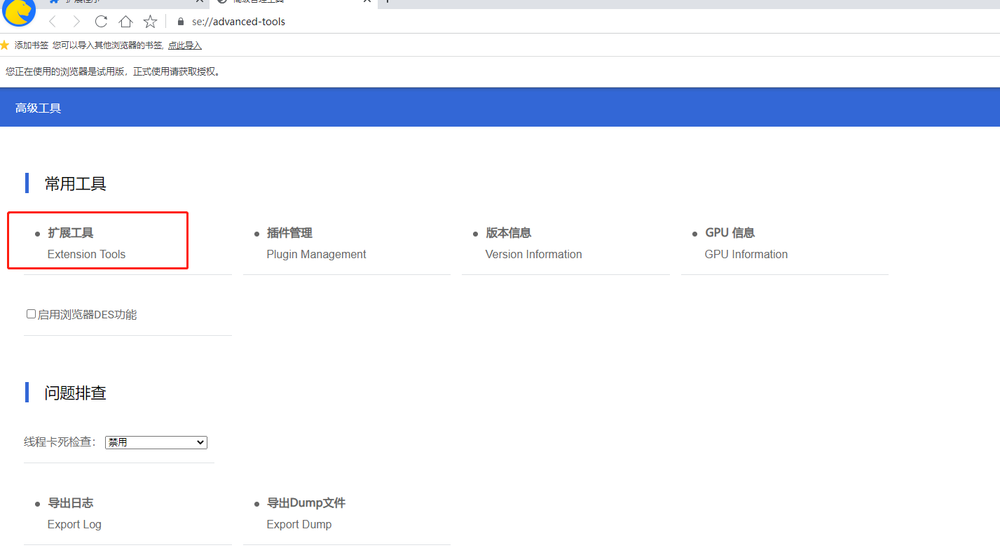 se://advanced-tools
添加书签 您可以导入其他浏览器的书签, 点此导入
您正在使用的浏览器是试用版，正式使用请获取授权。
高级工具
常用工具
扩展工具
Extension Tools
插件管理
Plugin Management
版本信息
Version Information
GPU 信息
GPU Information
启用浏览器DES功能
问题排查
线程卡死检查：
禁用
导出日志
Export Log
导出Dump文件
Export Dump